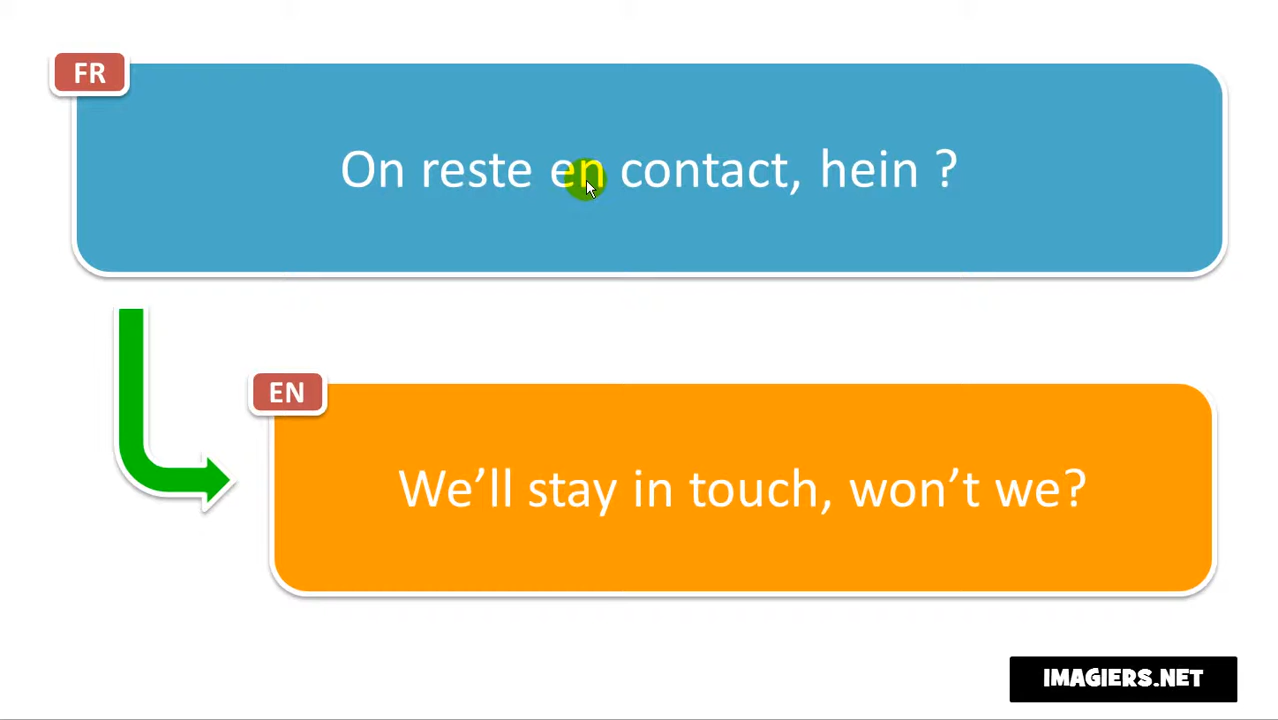 FR
On reste en contact, hein ?
EN
We’ll stay in touch, won’t we?
IMAGIERS.NET